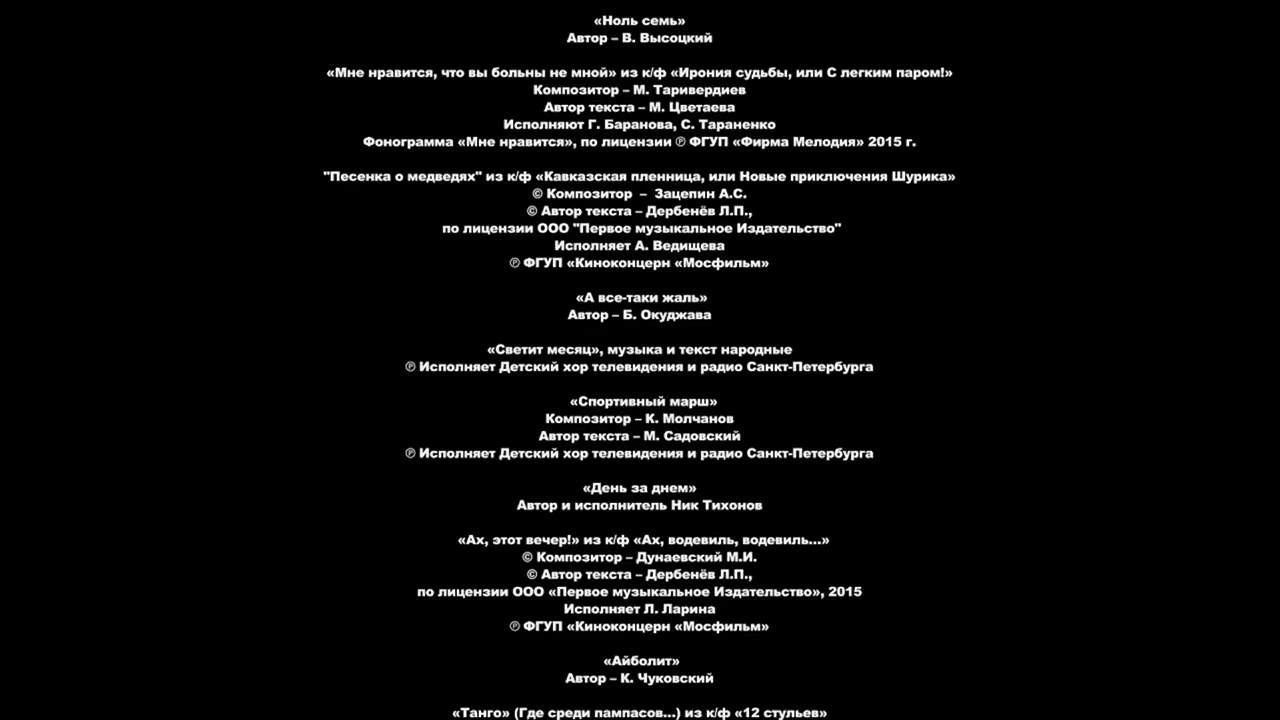 «Ноль семь»
Автор – В. Высоцкий
«Мне нравится, что вы больны не мной» из к/ф «Ирония судьбы, или С легким паром!»
Композитор – М. Таривердиев
Автор текста – М. Цветаева
Исполняют Г. Баранова, С. Тараненко
Фонограмма «Мне нравится», по лицензии ℗ ФГУП «Фирма Мелодия» 2015 г.
"Песенка о медведях" из к/ф «Кавказская пленница, или Новые приключения Шурика»
© Композитор – Зацепин А.С.
© Автор текста – Дербенёв Л.П.,
по лицензии ООО "Первое музыкальное Издательство"
Исполняет А. Ведищева
℗ ФГУП «Киноконцерн «Мосфильм»
«А все-таки жаль»
Автор – Б. Окуджава
«Светит месяц», музыка и текст народные
℗ Исполняет Детский хор телевидения и радио Санкт-Петербурга
«Спортивный марш»
Композитор – К. Молчанов
Автор текста – М. Садовский
℗ Исполняет Детский хор телевидения и радио Санкт-Петербурга
«День за днем»
Автор и исполнитель Ник Тихонов
«Ах, этот вечер!» из к/ф «Ах, водевиль, водевиль...»
© Композитор – Дунаевский М.И.
© Автор текста – Дербенёв Л.П.,
по лицензии ООО «Первое музыкальное Издательство», 2015
Исполняет Л. Ларина
℗ ФГУП «Киноконцерн «Мосфильм»
«Айболит»
Автор – К. Чуковский
«Танго» (Где среди пампасов...) из к/ф «12 стульев»